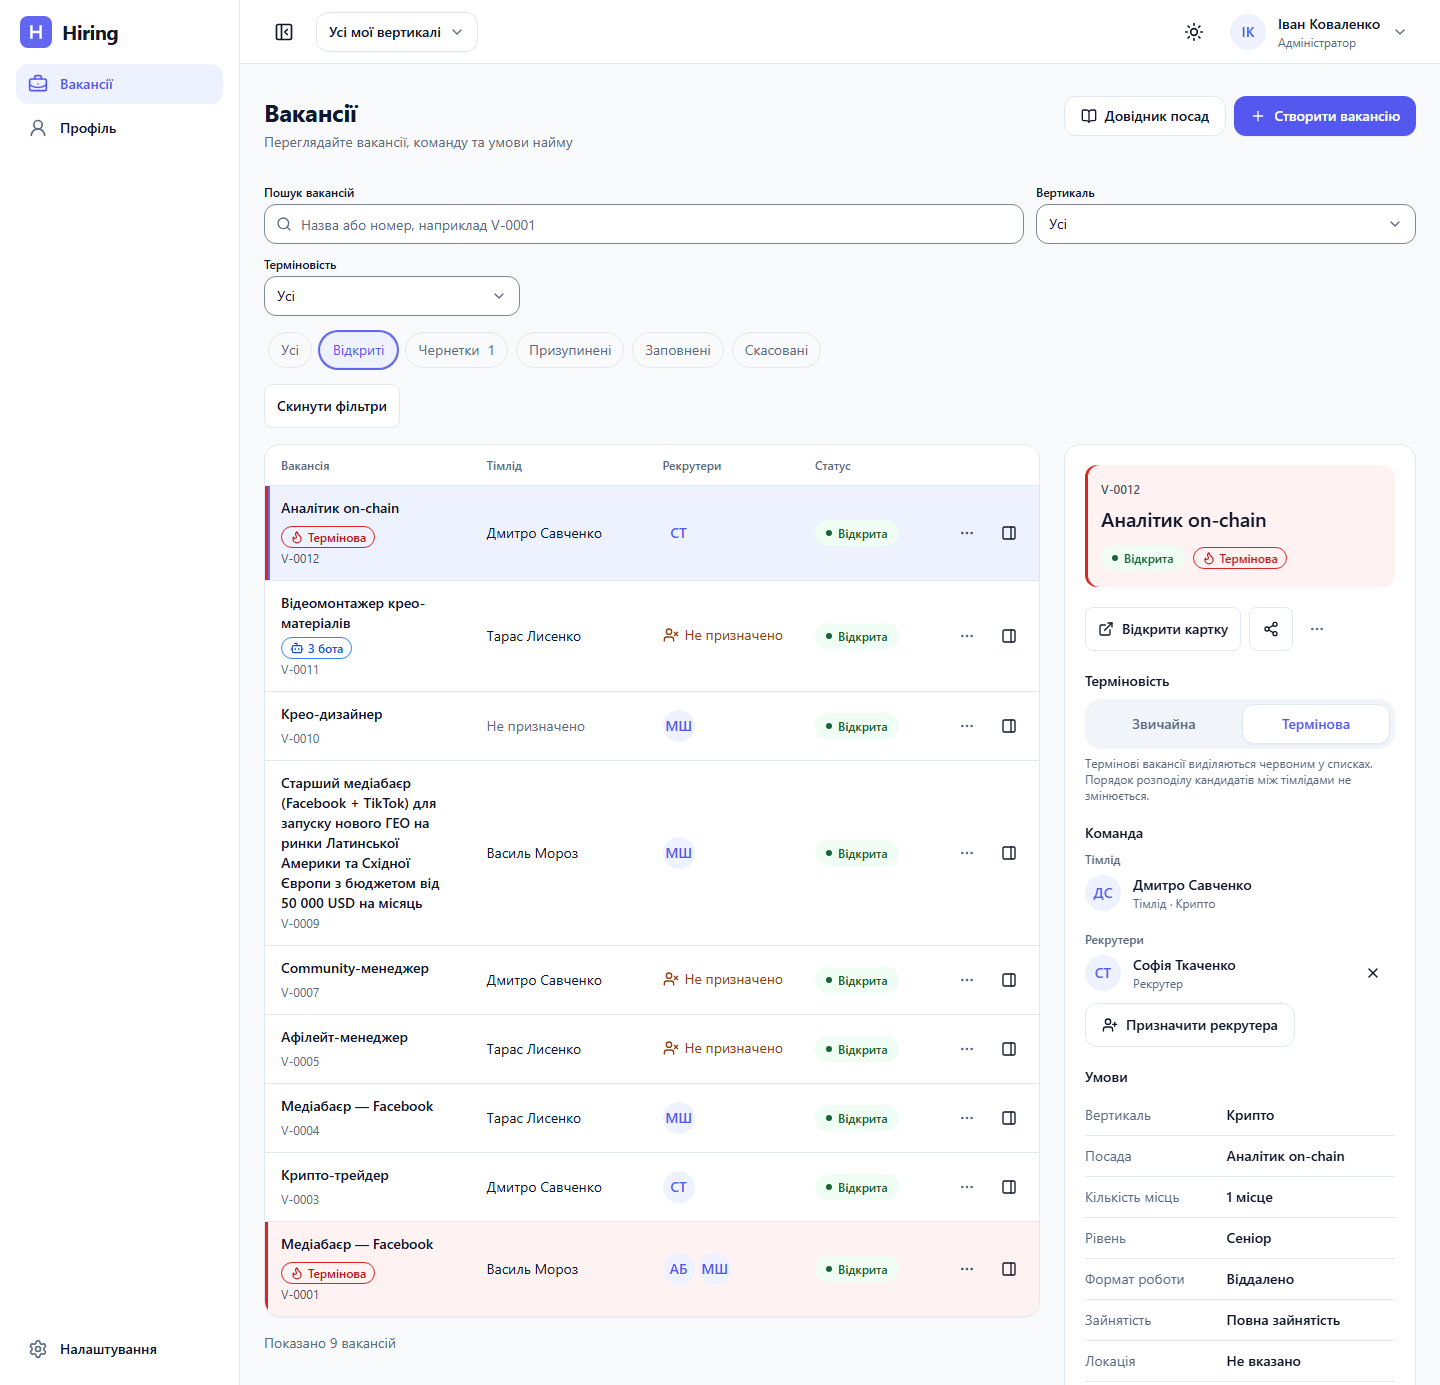 H Hiring
Вакансії
Профіль
Налаштування
Усі мої вертикалі
ІК
Іван Коваленко
Адміністратор
Вакансії
Переглядайте вакансії, команду та умови найму
Довідник посад
Створити вакансію
Пошук вакансій
Назва або номер, наприклад V-0001
Вертикаль
Усі
Терміновість
Усі
Усі
Відкриті
Чернетки 1
Призупинені
Заповнені
Скасовані
Скинути фільтри
Вакансія Тімлід Рекрутери Статус
Аналітик on-chain
Термінова
V-0012
Дмитро Савченко
СТ
Відкрита
Відеомонтажер крео-
матеріалів
З бота
V-0011
Тарас Лисенко
Не призначено
Відкрита
Крео-дизайнер
V-0010
Не призначено
МШ
Відкрита
Старший медіабаєр
(Facebook + TikTok) для
запуску нового ГЕО на
ринки Латинської
Америки та Східної
Європи з бюджетом від
50 000 USD на місяць
V-0009
Василь Мороз
МШ
Відкрита
Community-менеджер
V-0007
Дмитро Савченко
Не призначено
Відкрита
Афілейт-менеджер
V-0005
Тарас Лисенко
Не призначено
Відкрита
Медіабаєр — Facebook
V-0004
Тарас Лисенко
МШ
Відкрита
Крипто-трейдер
V-0003
Дмитро Савченко
СТ
Відкрита
Медіабаєр — Facebook
Термінова
V-0001
Василь Мороз
АБ МШ
Відкрита
Показано 9 вакансій
V-0012
Аналітик on-chain
Відкрита
Термінова
Відкрити картку
Терміновість
Звичайна
Термінова
Термінові вакансії виділяються червоним у списках.
Порядок розподілу кандидатів між тімлідами не
змінюється.
Команда
Тімлід
ДС
Дмитро Савченко
Тімлід · Крипто
Рекрутери
СТ
Софія Ткаченко
Рекрутер
Призначити рекрутера
Умови
Вертикаль Крипто
Посада Аналітик on-chain
Кількість місць 1 місце
Рівень Сеніор
Формат роботи Віддалено
Зайнятість Повна зайнятість
Локація Не вказано